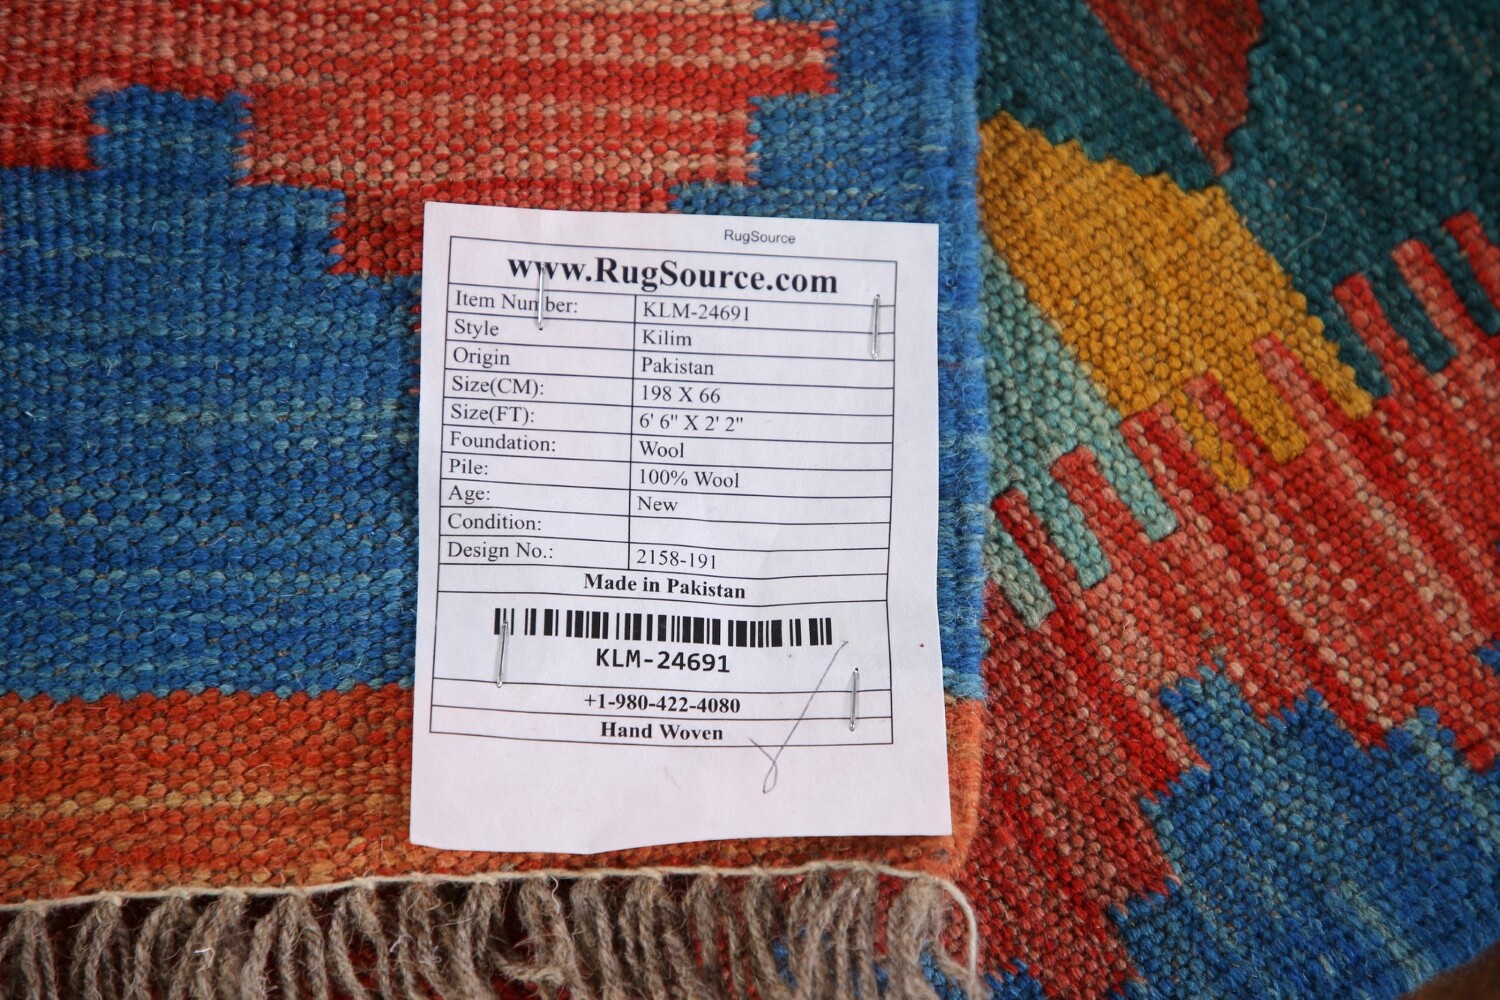 RugSource
www.RugSource.com
Item Number: KLM-24691
Style Kilim
Origin Pakistan
Size(CM): 198 X 66
Size(FT): 6' 6" X 2' 2"
Foundation: Wool
Pile: 100% Wool
Age: New
Condition:
Design No.: 2158-191
Made in Pakistan
KLM-24691
+1-980-422-4080
Hand Woven